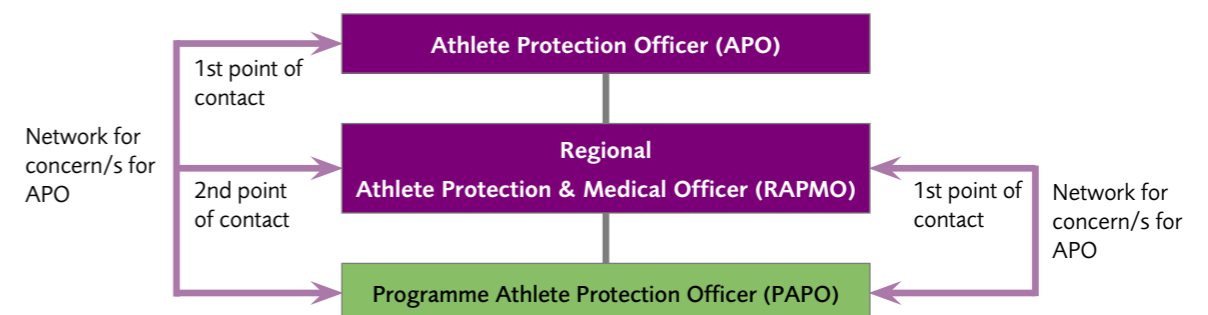 Athlete Protection Officer (APO)
1st point of
contact
Network for
concern/s for
APO
Regional
Athlete Protection & Medical Officer (RAPMO)
2nd point
of contact
1st point of
contact
Network for
concern/s for
APO
Programme Athlete Protection Officer (PAPO)